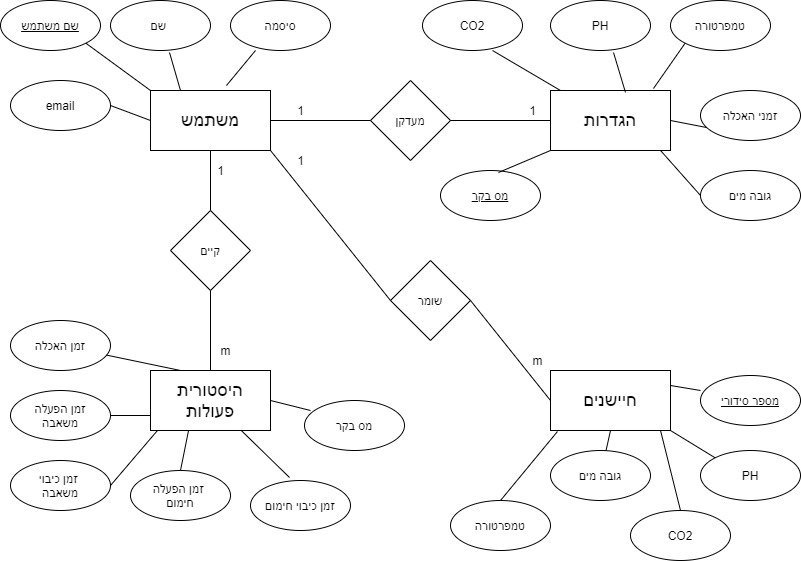 שם משתמש
שם
סיסמה
CO2
PH
טמפרטורה
email
משתמש
1
מעדקן
1
הגדרות
זמני האכלה
1
1
מס בקר
גובה מים
קיים
שומר
זמן האכלה
m
m
היסטורית
פעולות
חיישנים
מספר סידורי
זמן הפעלה
משאבה
מס בקר
זמן כיבוי
משאבה
זמן הפעלה
חימום
זמן כיבוי חימום
גובה מים
PH
טמפרטורה
CO2